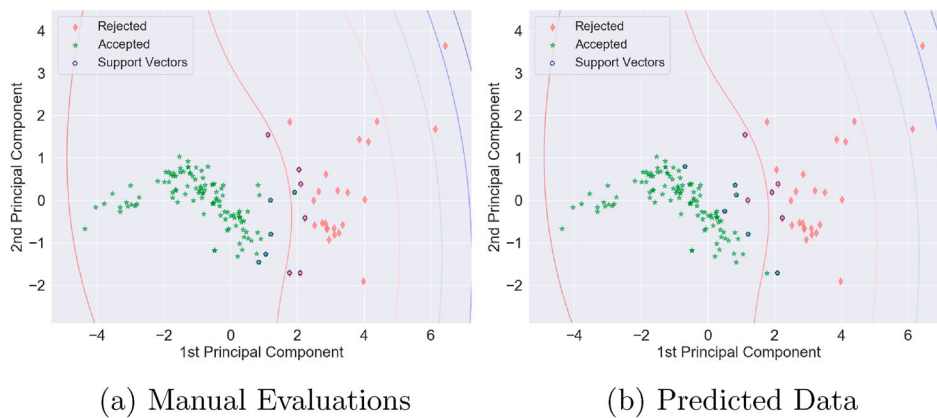 4
3
2
1
0
−1
−2
2nd Principal Component
Rejected
Accepted
Support Vectors
−4 −2 0 2 4 6
1st Principal Component
(a) Manual Evaluations
4
3
2
1
0
−1
−2
2nd Principal Component
Rejected
Accepted
Support Vectors
−4 −2 0 2 4 6
1st Principal Component
(b) Predicted Data